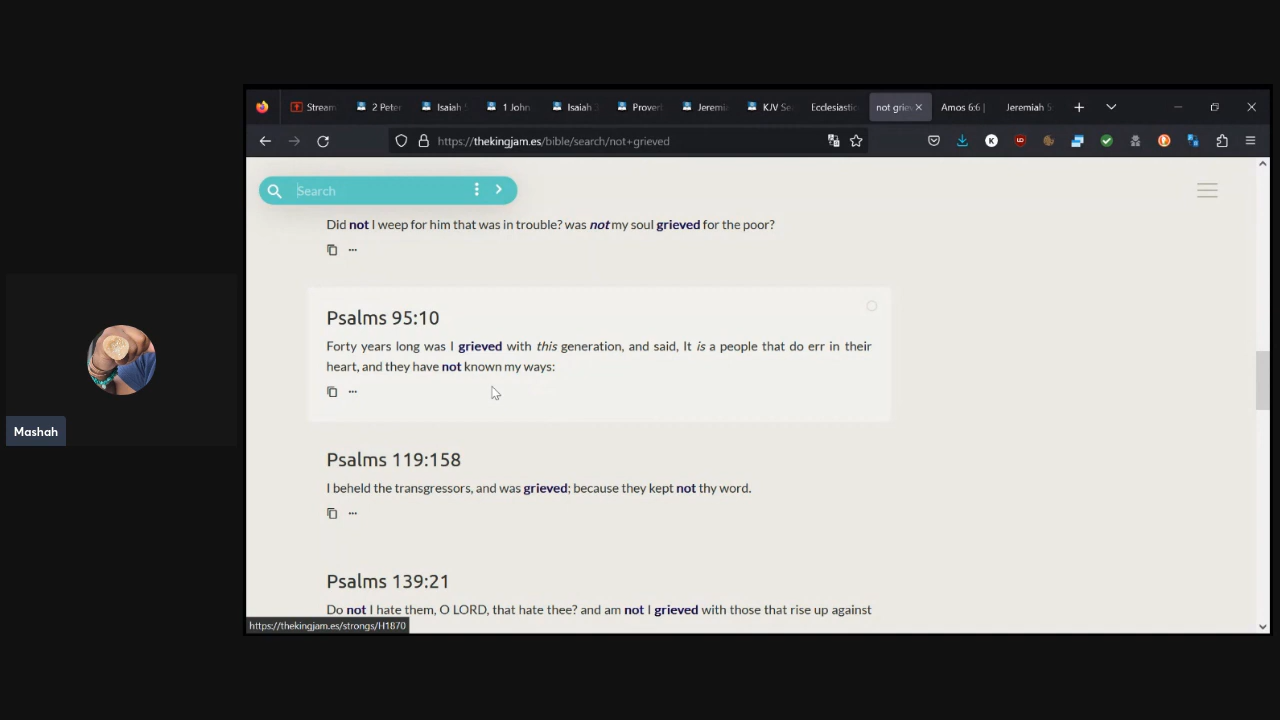 Stream
2 Peter
Isaiah
1 John
Isaiah
Prover
Jeremia
KJV Se
Ecclesiastic
not griev
Amos 6:6 |
Jeremiah 5:
https://thekingjam.es/bible/search/not+grieved
Search
Did not I weep for him that was in trouble? was not my soul grieved for the poor?
Psalms 95:10
Forty years long was I grieved with this generation, and said, It is a people that do err in their
heart, and they have not known my ways:
Psalms 119:158
I beheld the transgressors, and was grieved; because they kept not thy word.
Psalms 139:21
Do not I hate them, O LORD, that hate thee? and am not I grieved with those that rise up against
https://thekingjam.es/strongs/H1870
Mashah